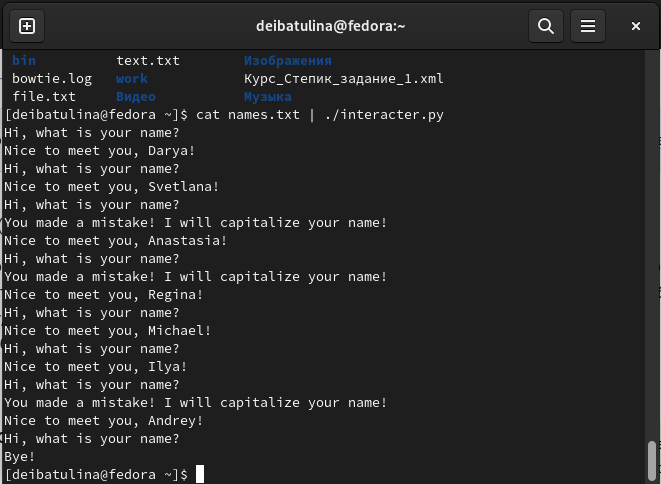 deibatulina@fedora:~
bin text.txt Изображения
bowtie.log work Курс_Степик_задание_1.xml
file.txt Видео Музыка
[deibatulina@fedora ~]$ cat names.txt | ./interacter.py
Hi, what is your name?
Nice to meet you, Darya!
Hi, what is your name?
Nice to meet you, Svetlana!
Hi, what is your name?
You made a mistake! I will capitalize your name!
Nice to meet you, Anastasia!
Hi, what is your name?
You made a mistake! I will capitalize your name!
Nice to meet you, Regina!
Hi, what is your name?
Nice to meet you, Michael!
Hi, what is your name?
Nice to meet you, Ilya!
Hi, what is your name?
You made a mistake! I will capitalize your name!
Nice to meet you, Andrey!
Hi, what is your name?
Bye!
[deibatulina@fedora ~]$